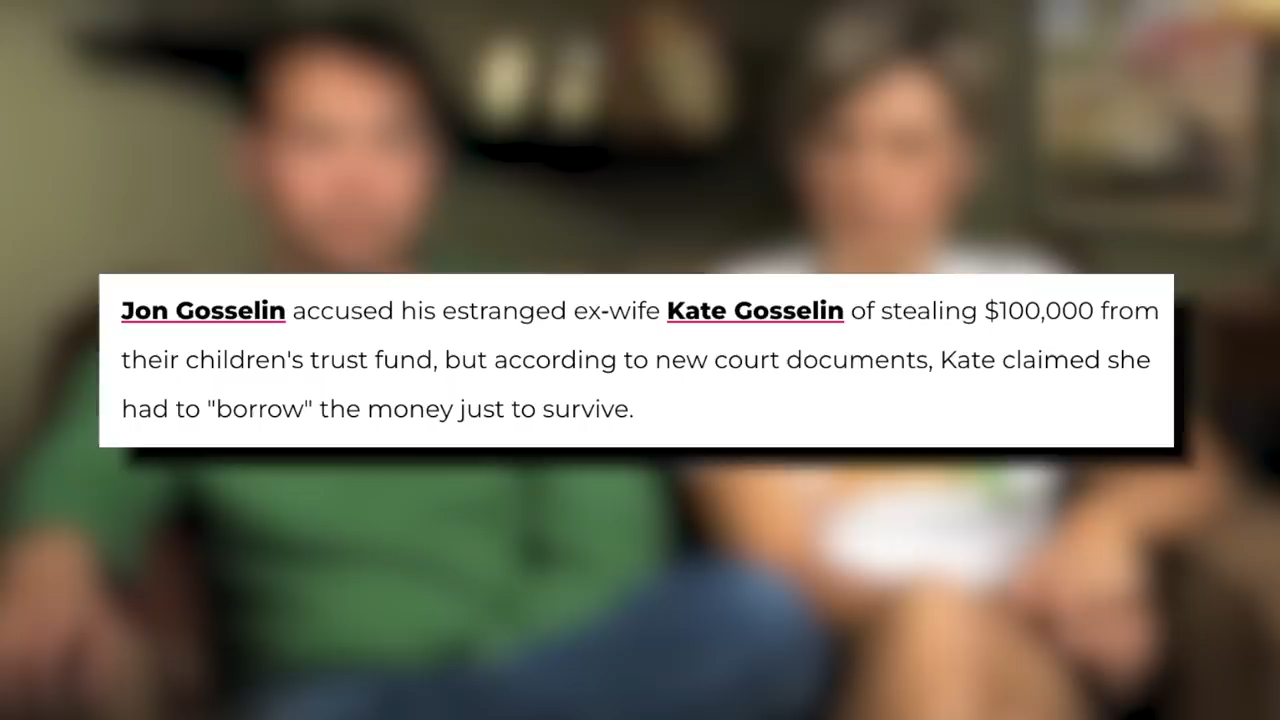 Jon Gosselin accused his estranged ex-wife Kate Gosselin of stealing $100,000 from
their children's trust fund, but according to new court documents, Kate claimed she
had to "borrow" the money just to survive.